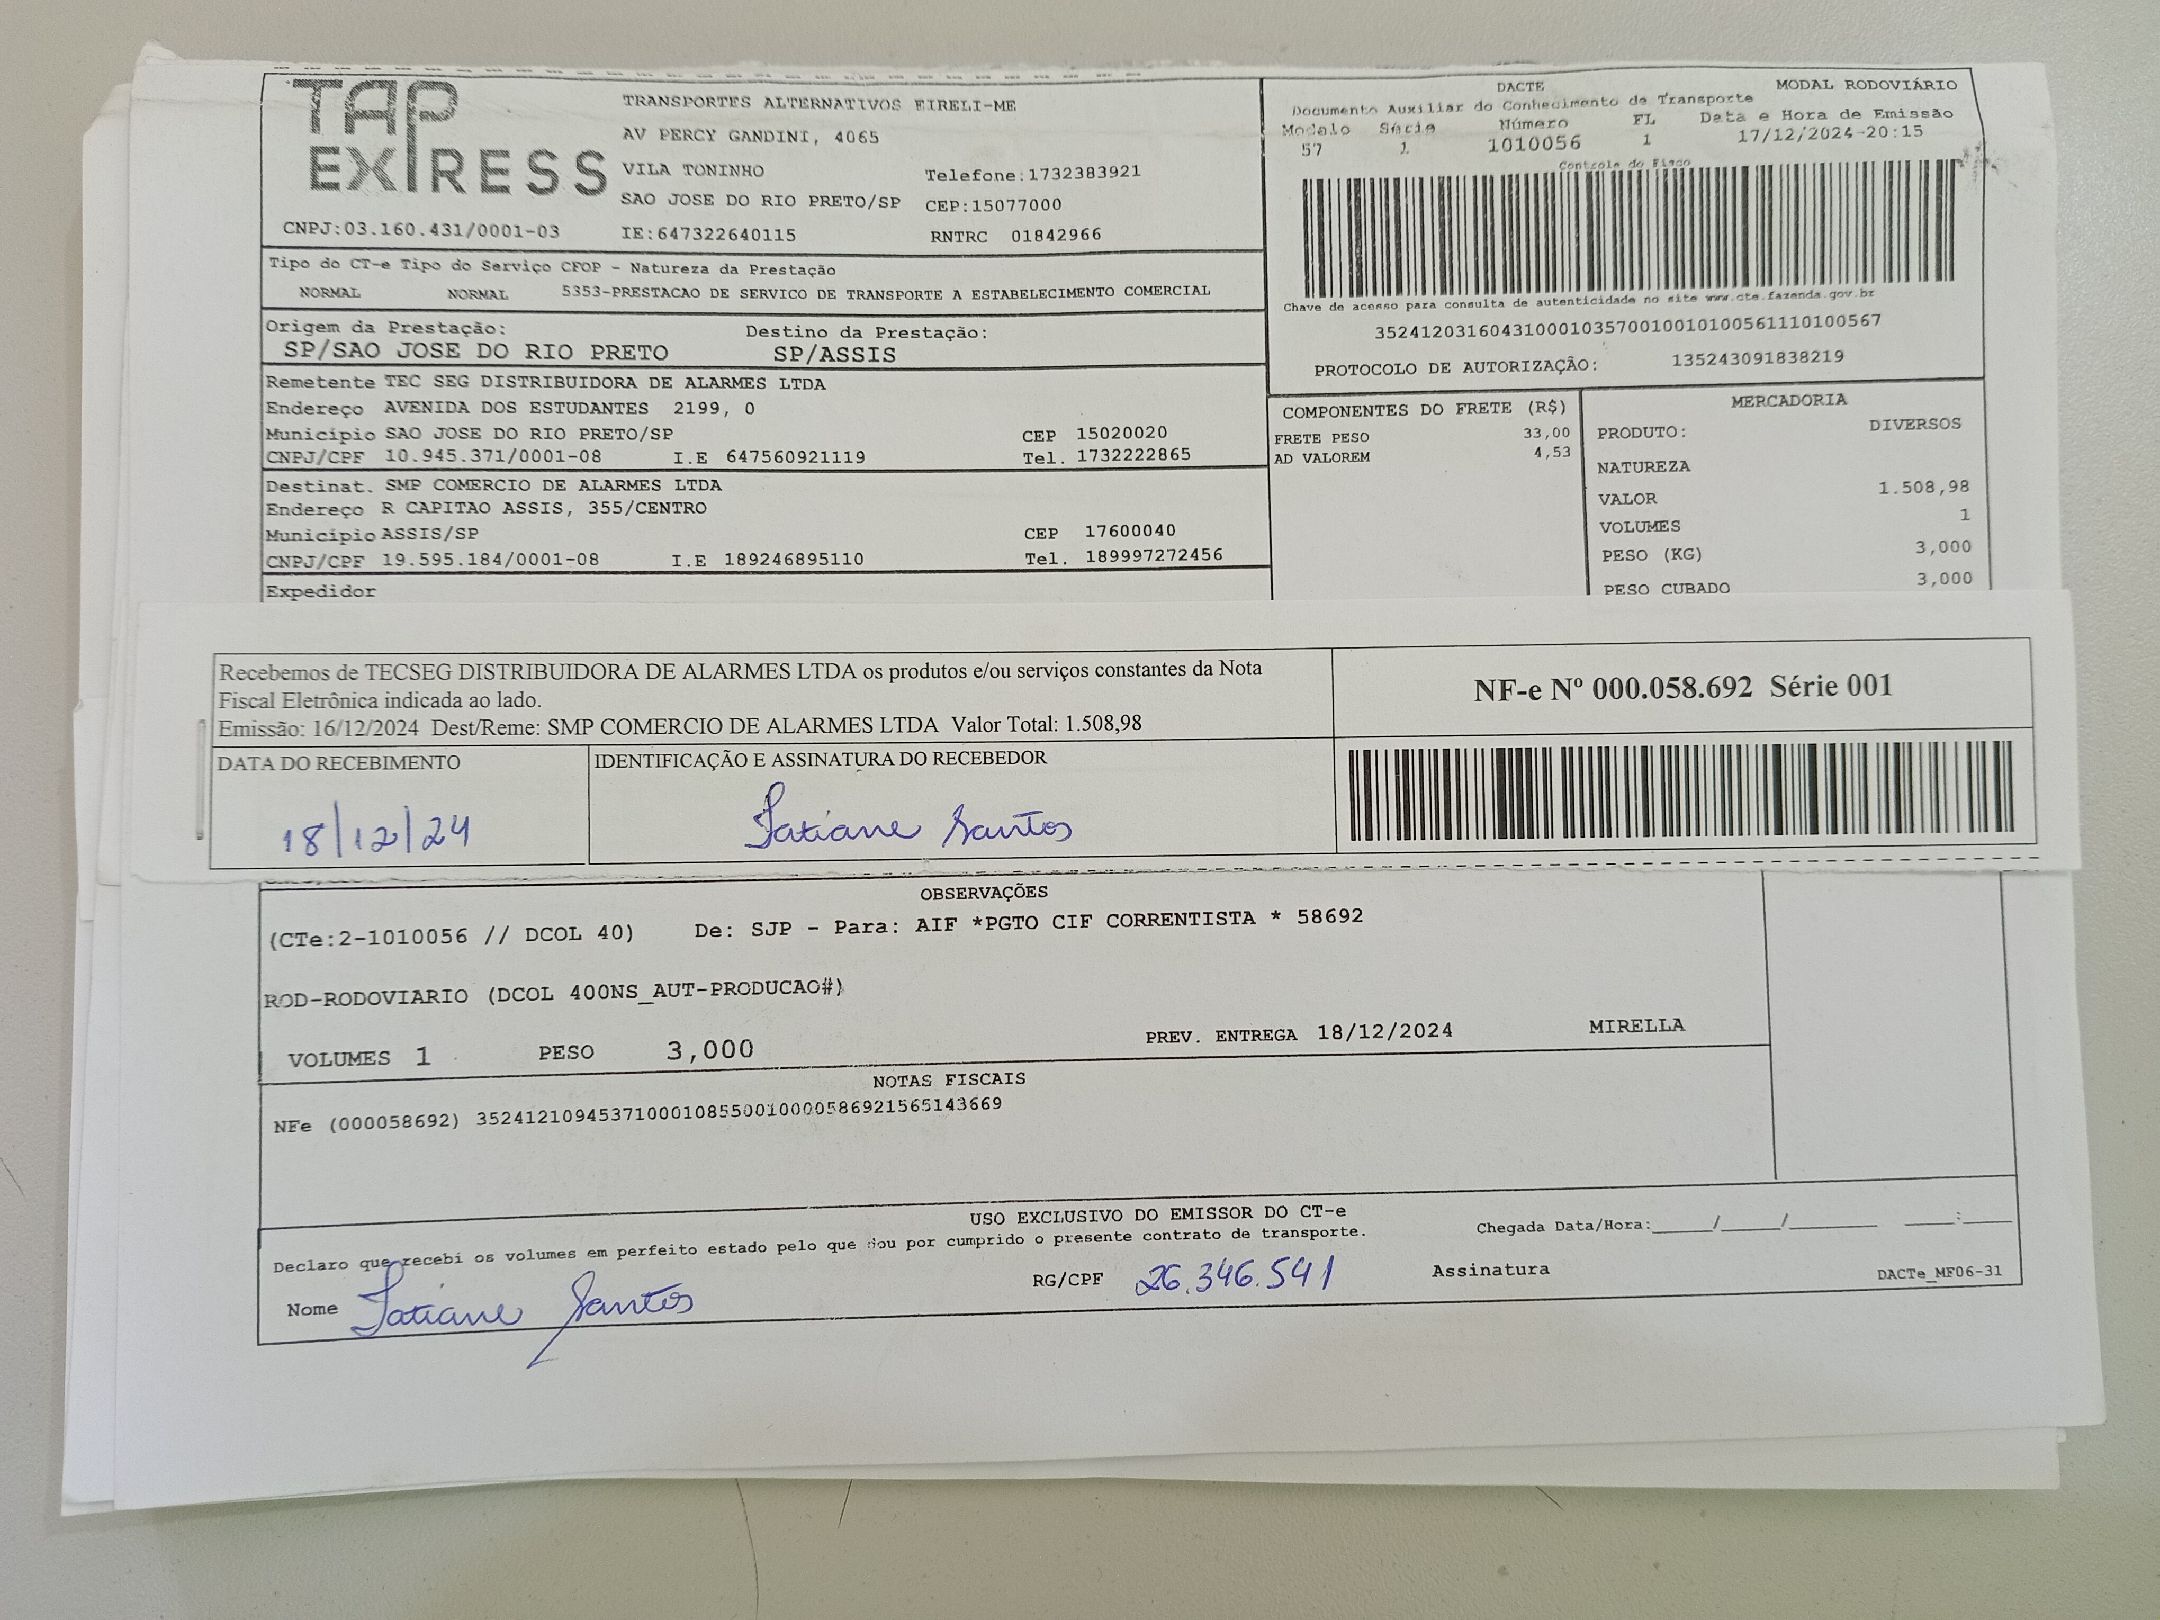 TAP EXPRESS
TRANSPORTES ALTERNATIVOS EIRELI-ME
AV PERCY GANDINI, 4065
VILA TONINHO Telefone:1732383921
SAO JOSE DO RIO PRETO/SP CEP:15077000
CNPJ:03.160.431/0001-03 IE:647322640115 RNTRC 01842966
DACTE MODAL RODOVIÁRIO
Documento Auxiliar do Conhecimento de Transporte
Modelo Série Número FL Data e Hora de Emissão
57 1 1010056 1 17/12/2024-20:15
Controle do Fisco
Chave de acesso para consulta de autenticidade no site www.cte.fazenda.gov.br
35241203160431000103570010010100561110100567
PROTOCOLO DE AUTORIZAÇÃO: 135243091838219
Tipo do CT-e Tipo do Serviço CFOP - Natureza da Prestação
NORMAL NORMAL 5353-PRESTACAO DE SERVICO DE TRANSPORTE A ESTABELECIMENTO COMERCIAL
Origem da Prestação: Destino da Prestação:
SP/SAO JOSE DO RIO PRETO SP/ASSIS
Remetente TEC SEG DISTRIBUIDORA DE ALARMES LTDA
Endereço AVENIDA DOS ESTUDANTES 2199, 0
Município SAO JOSE DO RIO PRETO/SP CEP 15020020
CNPJ/CPF 10.945.371/0001-08 I.E 647560921119 Tel. 1732222865
Destinat. SMP COMERCIO DE ALARMES LTDA
Endereço R CAPITAO ASSIS, 355/CENTRO
Município ASSIS/SP CEP 17600040
CNPJ/CPF 19.595.184/0001-08 I.E 189246895110 Tel. 189997272456
Expedidor
COMPONENTES DO FRETE (R$)
FRETE PESO 33,00
AD VALOREM 4,53
MERCADORIA
PRODUTO: DIVERSOS
NATUREZA
VALOR 1.508,98
VOLUMES 1
PESO (KG) 3,000
PESO CUBADO 3,000
Recebemos de TECSEG DISTRIBUIDORA DE ALARMES LTDA os produtos e/ou serviços constantes da Nota
Fiscal Eletrônica indicada ao lado.
Emissão: 16/12/2024 Dest/Reme: SMP COMERCIO DE ALARMES LTDA Valor Total: 1.508,98
NF-e Nº 000.058.692 Série 001
DATA DO RECEBIMENTO IDENTIFICAÇÃO E ASSINATURA DO RECEBEDOR
18/12/24 Tatiane Santos
OBSERVAÇÕES
(CTe:2-1010056 // DCOL 40) De: SJP - Para: AIF *PGTO CIF CORRENTISTA * 58692
ROD-RODOVIARIO (DCOL 400NS_AUT-PRODUCAO#)
VOLUMES 1 PESO 3,000 PREV. ENTREGA 18/12/2024 MIRELLA
NOTAS FISCAIS
NFe (000058692) 35241210945371000108550010000586921565143669
USO EXCLUSIVO DO EMISSOR DO CT-e
Declaro que recebi os volumes em perfeito estado pelo que dou por cumprido o presente contrato de transporte. Chegada Data/Hora:_____/_____/_______ ____:____
Nome Tatiane Santos RG/CPF 26.346.541 Assinatura DACTe_MF06-31